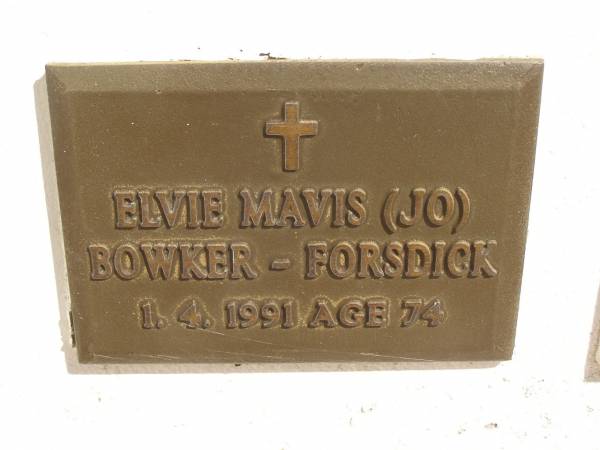 ELVIE MAVIS (JO)
BOWKER - FORSDICK
1. 4. 1991 AGE 74